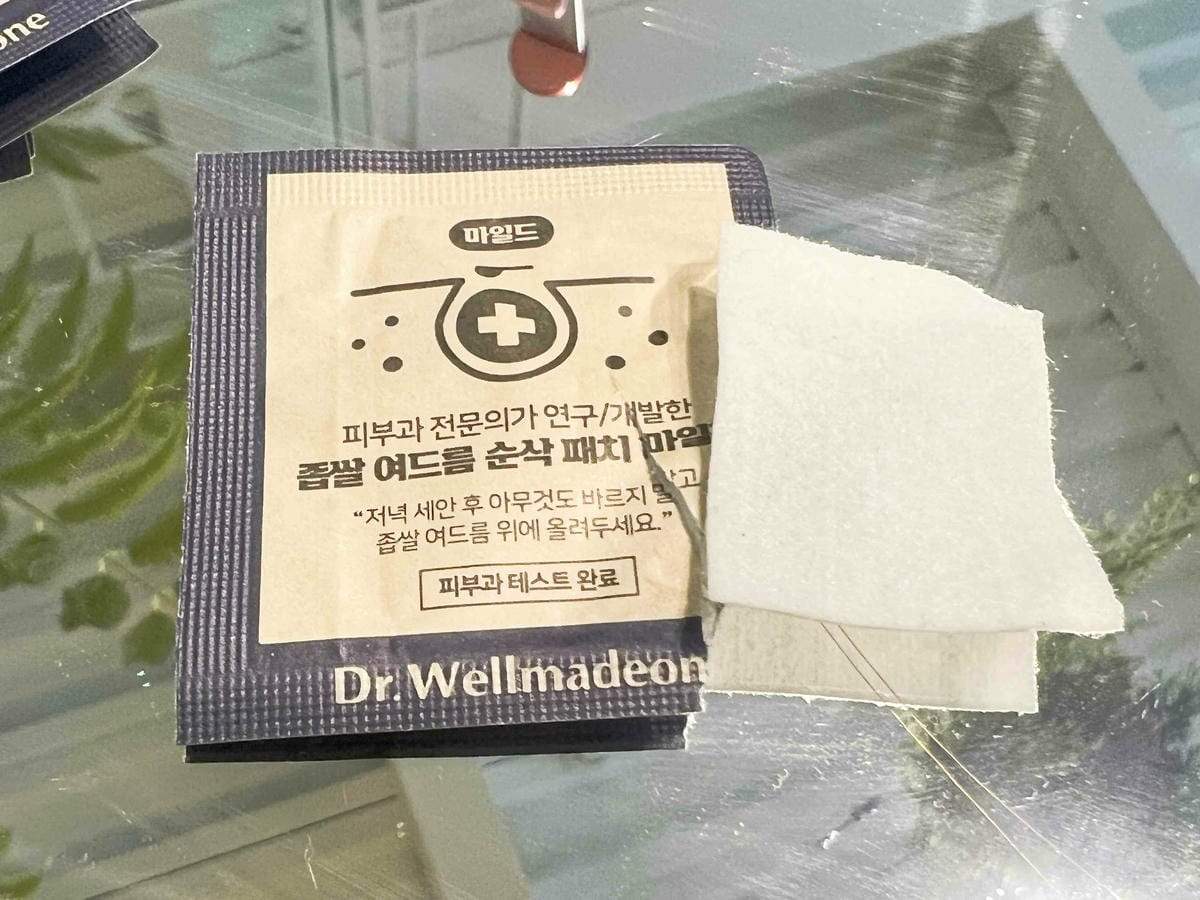 one
마일드
피부과 전문의가 연구/개발한
좁쌀 여드름 순삭 패치 마일
“저녁 세안 후 아무것도 바르지 말고
좁쌀 여드름 위에 올려두세요.”
피부과 테스트 완료
Dr.Wellmadeon